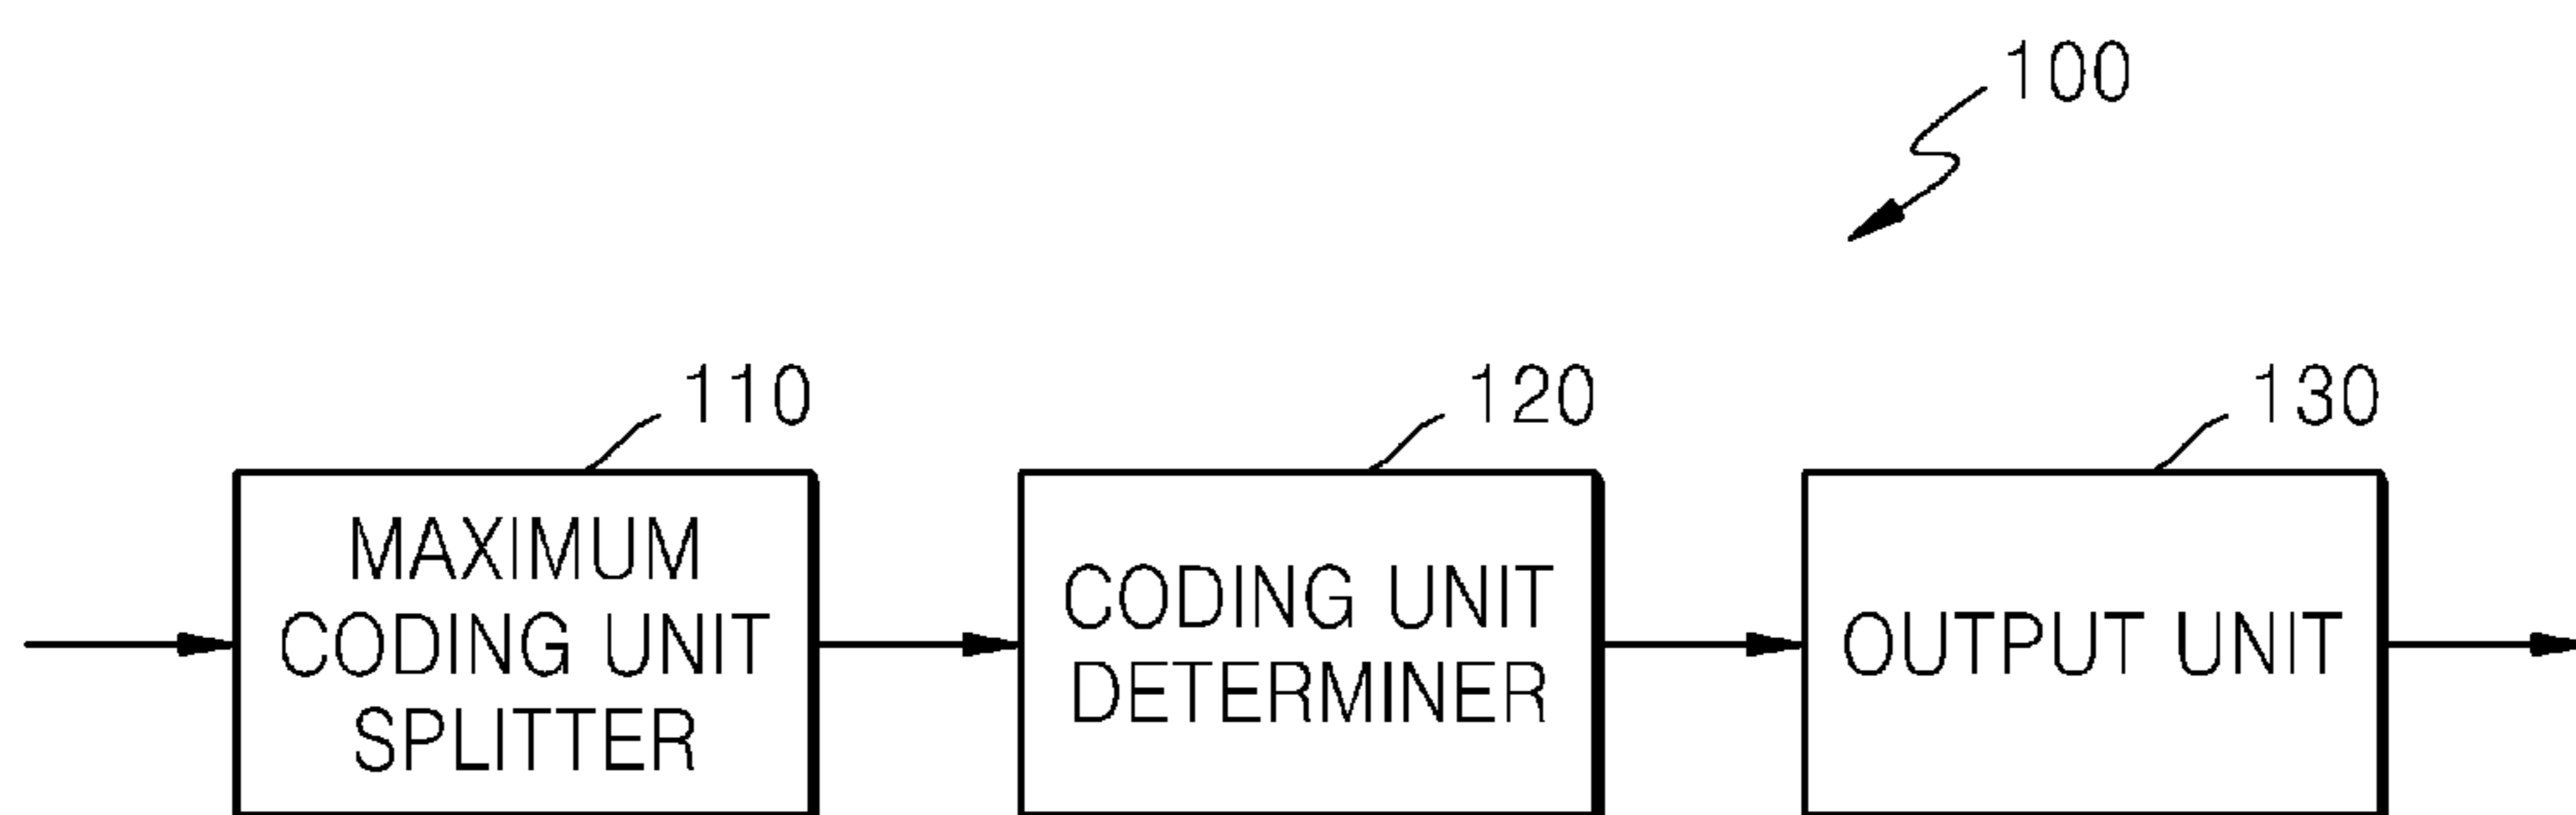 100
110
120
130
MAXIMUM
CODING UNIT
SPLITTER
CODING UNIT
DETERMINER
OUTPUT UNIT